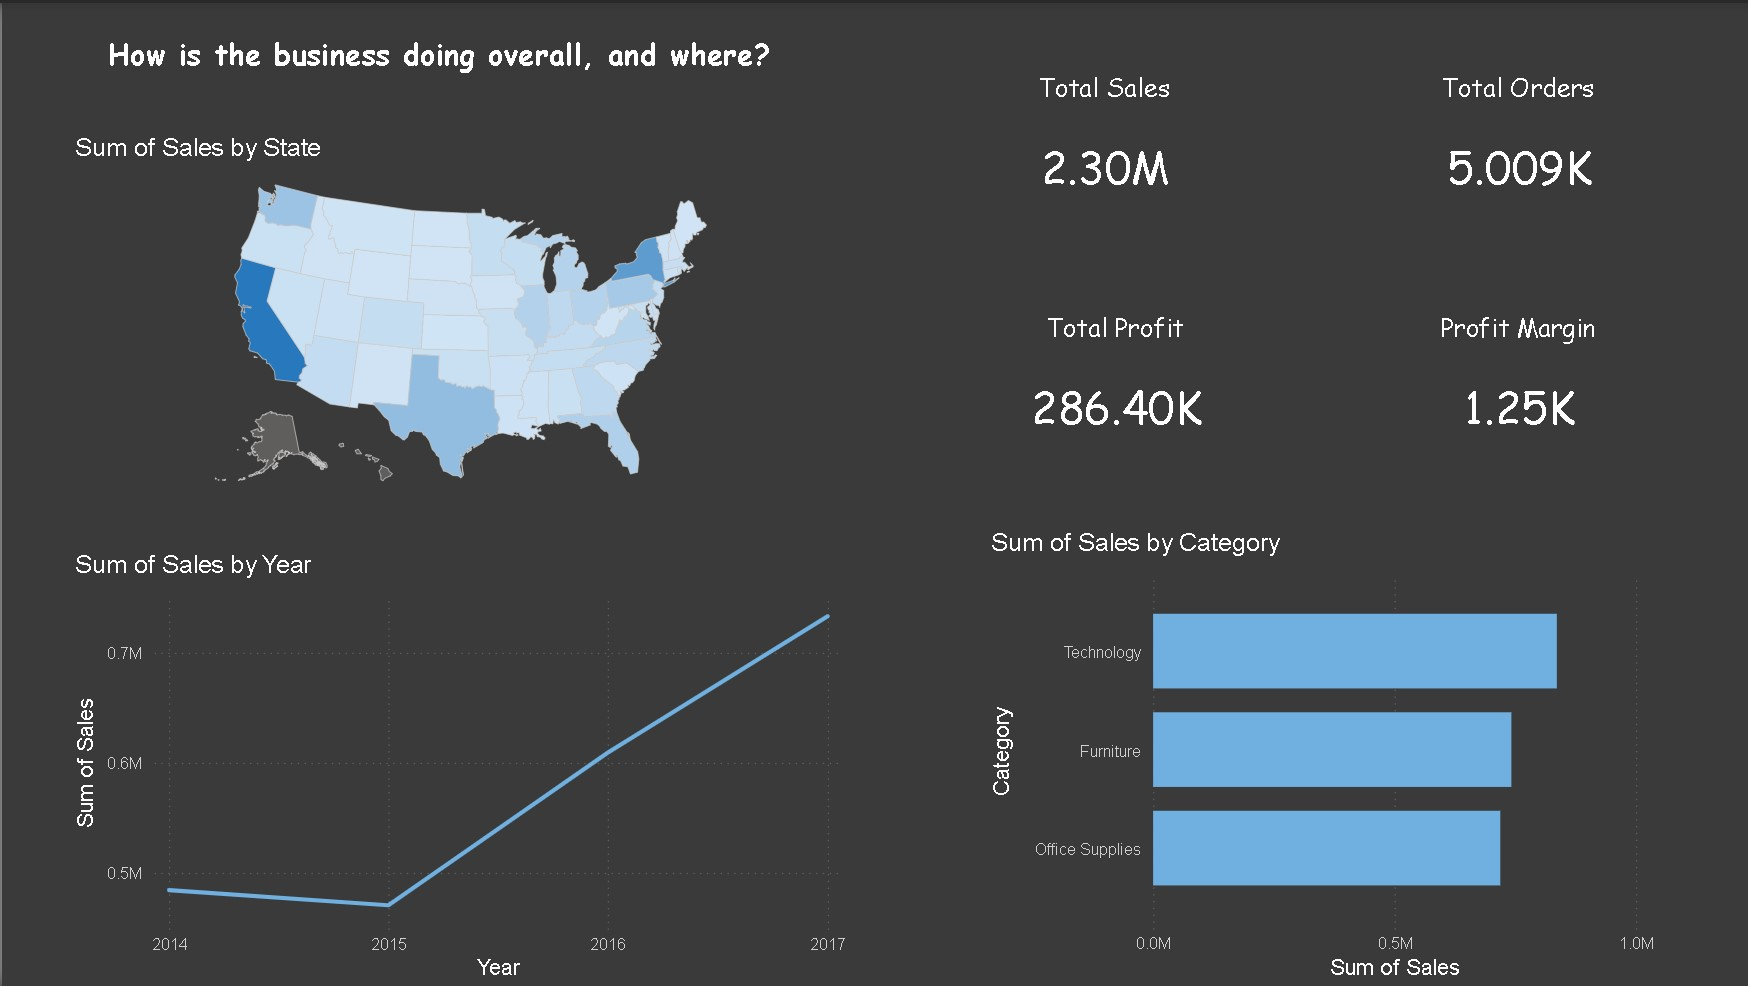 How is the business doing overall, and where?
Total Sales
2.30M
Total Orders
5.009K
Total Profit
286.40K
Profit Margin
1.25K
Sum of Sales by State
Sum of Sales by Year
Sum of Sales
0.7M
0.6M
0.5M
2014 2015 2016 2017
Year
Sum of Sales by Category
Category
Technology
Furniture
Office Supplies
0.0M 0.5M 1.0M
Sum of Sales